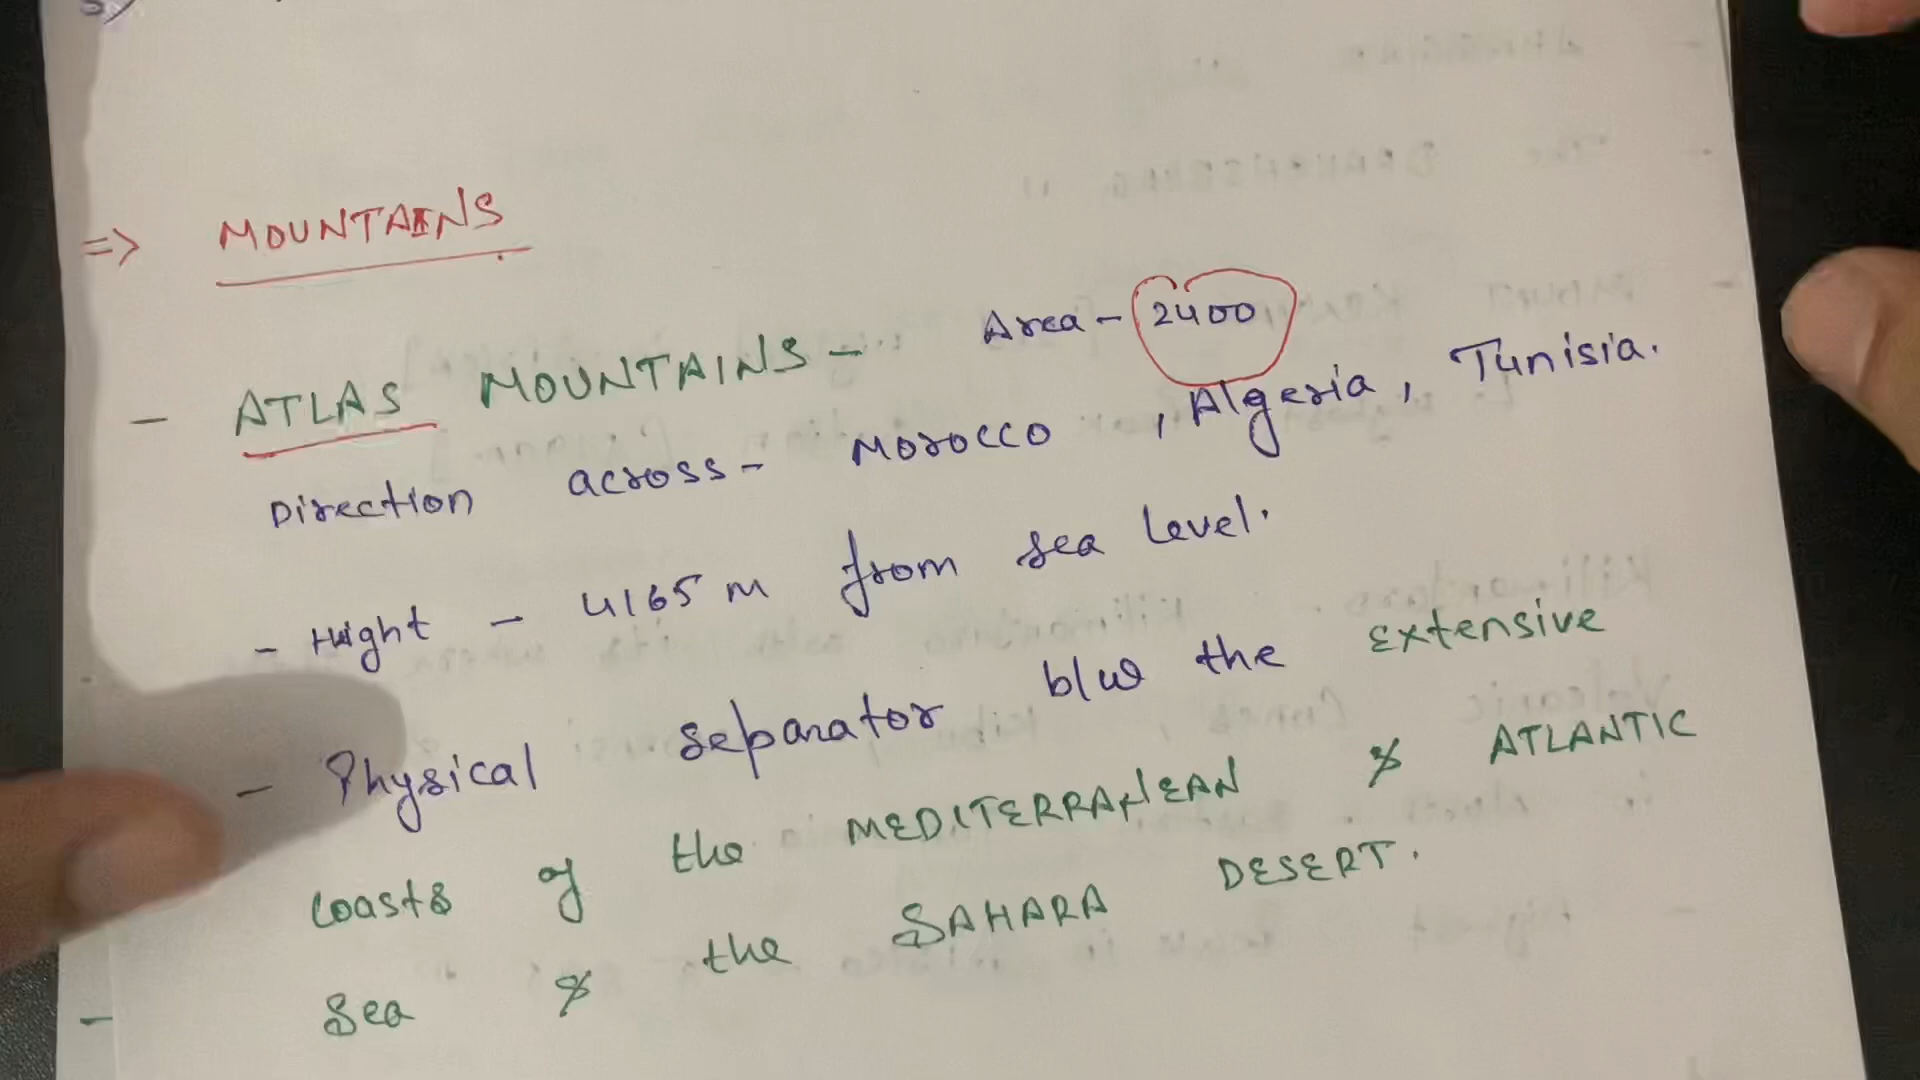 => MOUNTAINS
- ATLAS MOUNTAINS - Area - 2400
Direction across - Morocco , Algeria , Tunisia.
- Hight - 4165 m from sea level.
- Physical separator b/w the extensive
coasts of the MEDITERRANEAN & ATLANTIC
- Sea & the SAHARA DESERT.